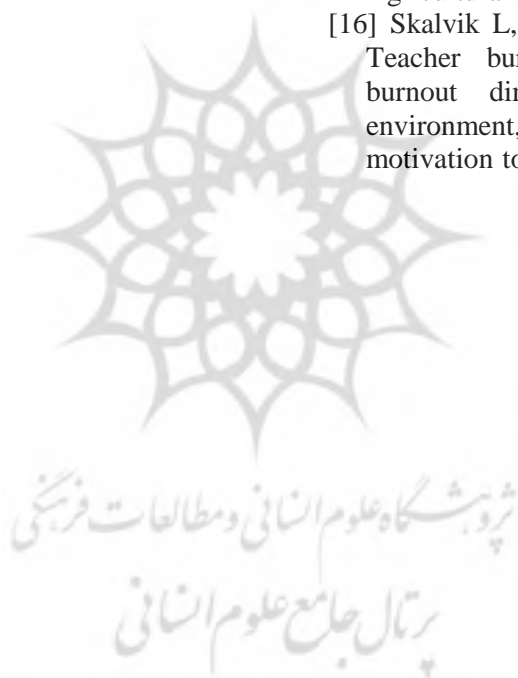 [16] Skalvik L,
Teacher bur
burnout dir
environment,
motivation to
پژوهشگاه علوم انسانی و مطالعات فرهنگی
پرتال جامع علوم انسانی